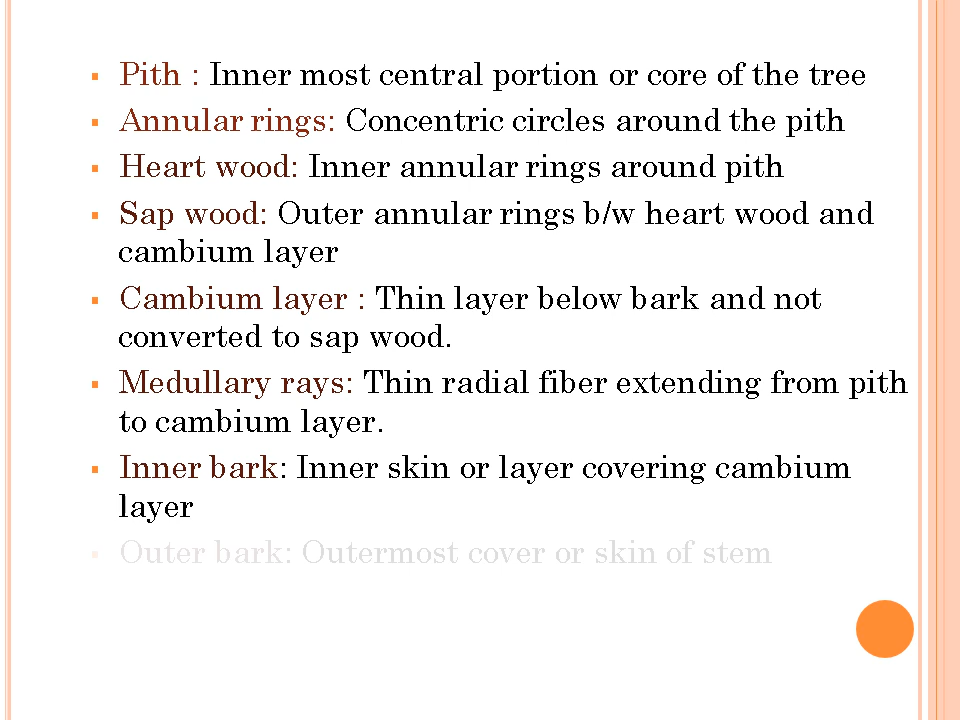 ▪ Pith : Inner most central portion or core of the tree
▪ Annular rings: Concentric circles around the pith
▪ Heart wood: Inner annular rings around pith
▪ Sap wood: Outer annular rings b/w heart wood and
cambium layer
▪ Cambium layer : Thin layer below bark and not
converted to sap wood.
▪ Medullary rays: Thin radial fiber extending from pith
to cambium layer.
▪ Inner bark: Inner skin or layer covering cambium
layer
▪ Outer bark: Outermost cover or skin of stem